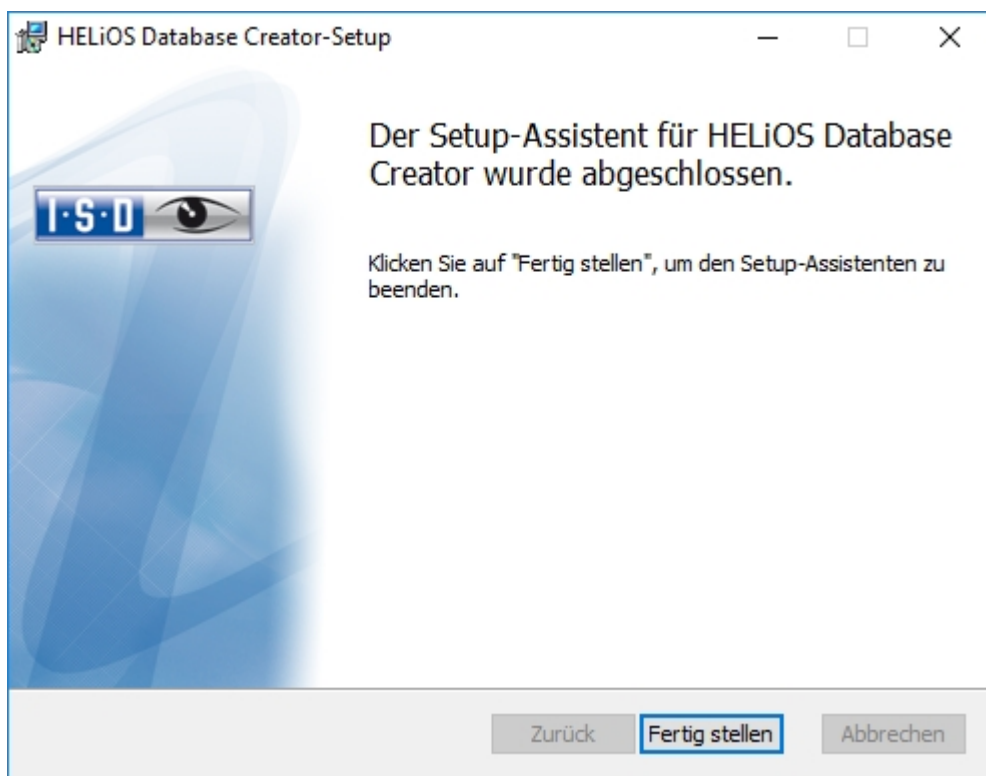 HELiOS Database Creator-Setup
Der Setup-Assistent für HELiOS Database
Creator wurde abgeschlossen.
I·S·D
Klicken Sie auf "Fertig stellen", um den Setup-Assistenten zu
beenden.
Zurück Fertig stellen Abbrechen